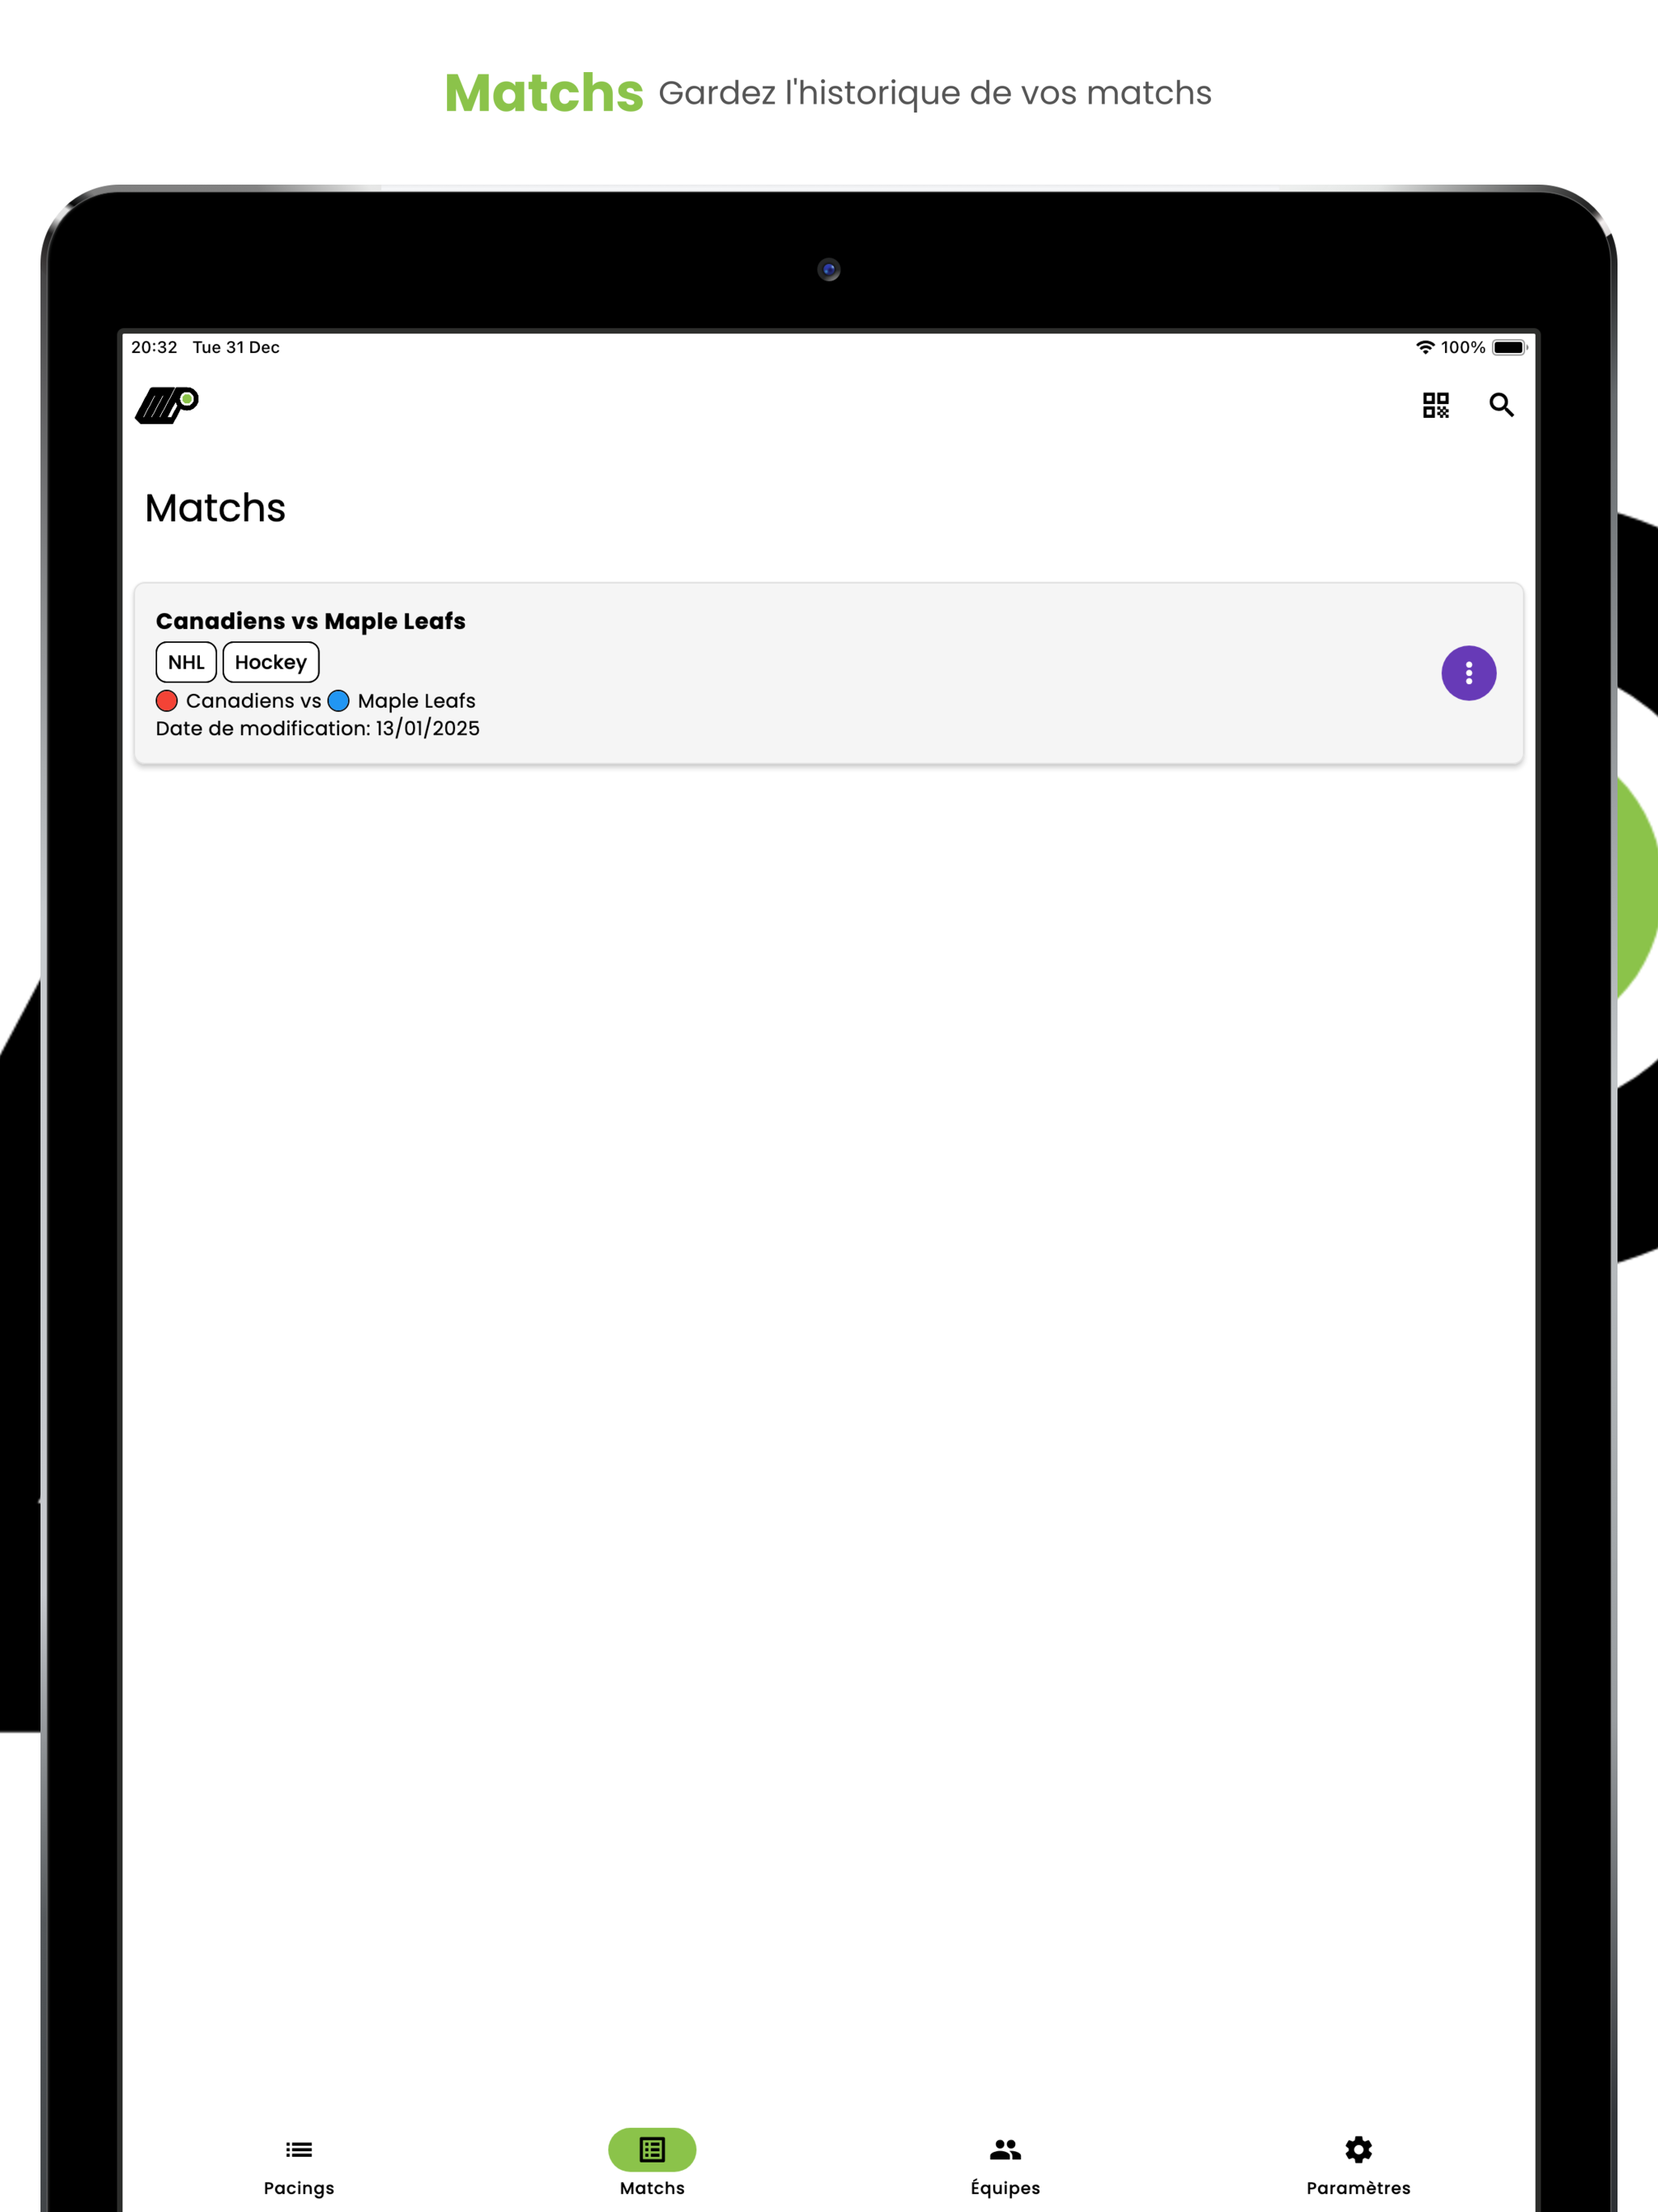 Matchs Gardez l'historique de vos matchs
20:32 Tue 31 Dec 100%
Matchs
Canadiens vs Maple Leafs
NHL Hockey
Canadiens vs Maple Leafs
Date de modification: 13/01/2025
Pacings Matchs Équipes Paramètres